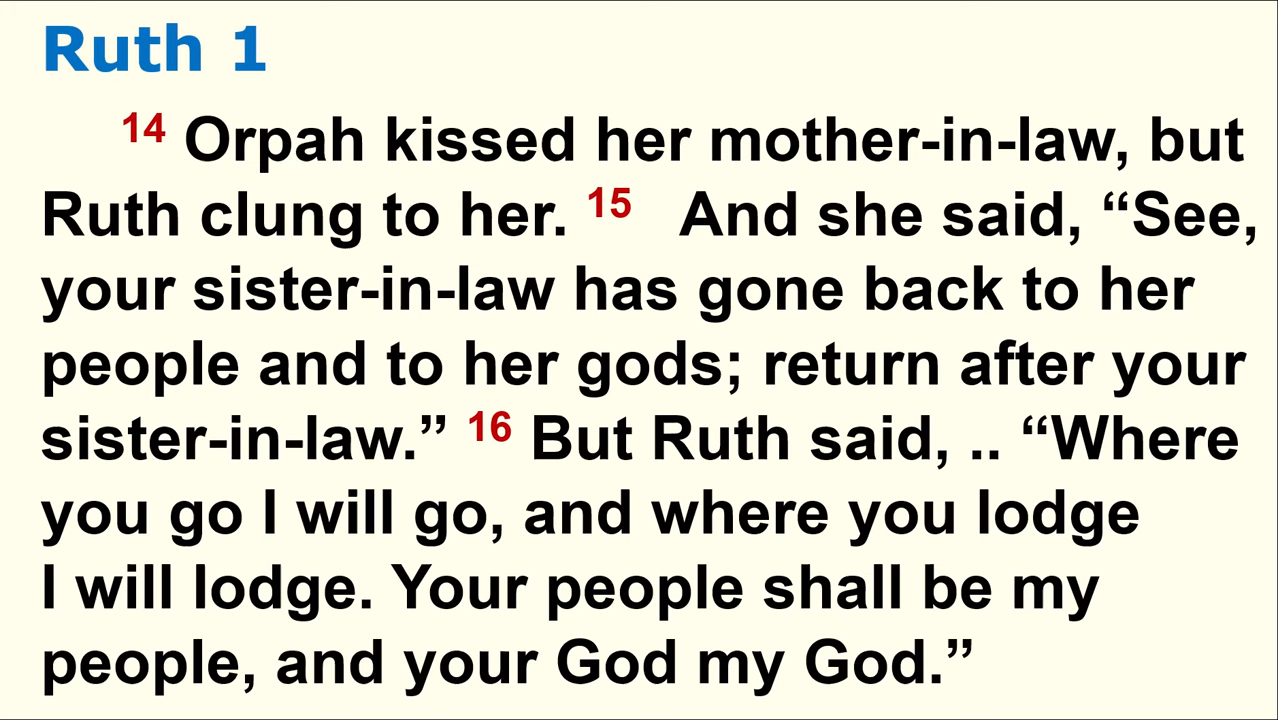 Ruth 1
14 Orpah kissed her mother-in-law, but
Ruth clung to her. 15 And she said, “See,
your sister-in-law has gone back to her
people and to her gods; return after your
sister-in-law.” 16 But Ruth said, .. “Where
you go I will go, and where you lodge
I will lodge. Your people shall be my
people, and your God my God.”